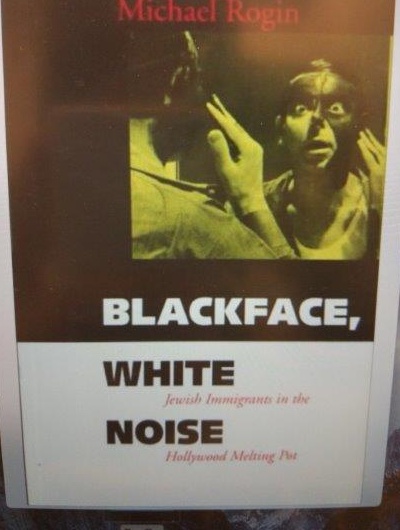 Michael Rogin
BLACKFACE,
WHITE
Jewish Immigrants in the
NOISE
Hollywood Melting Pot